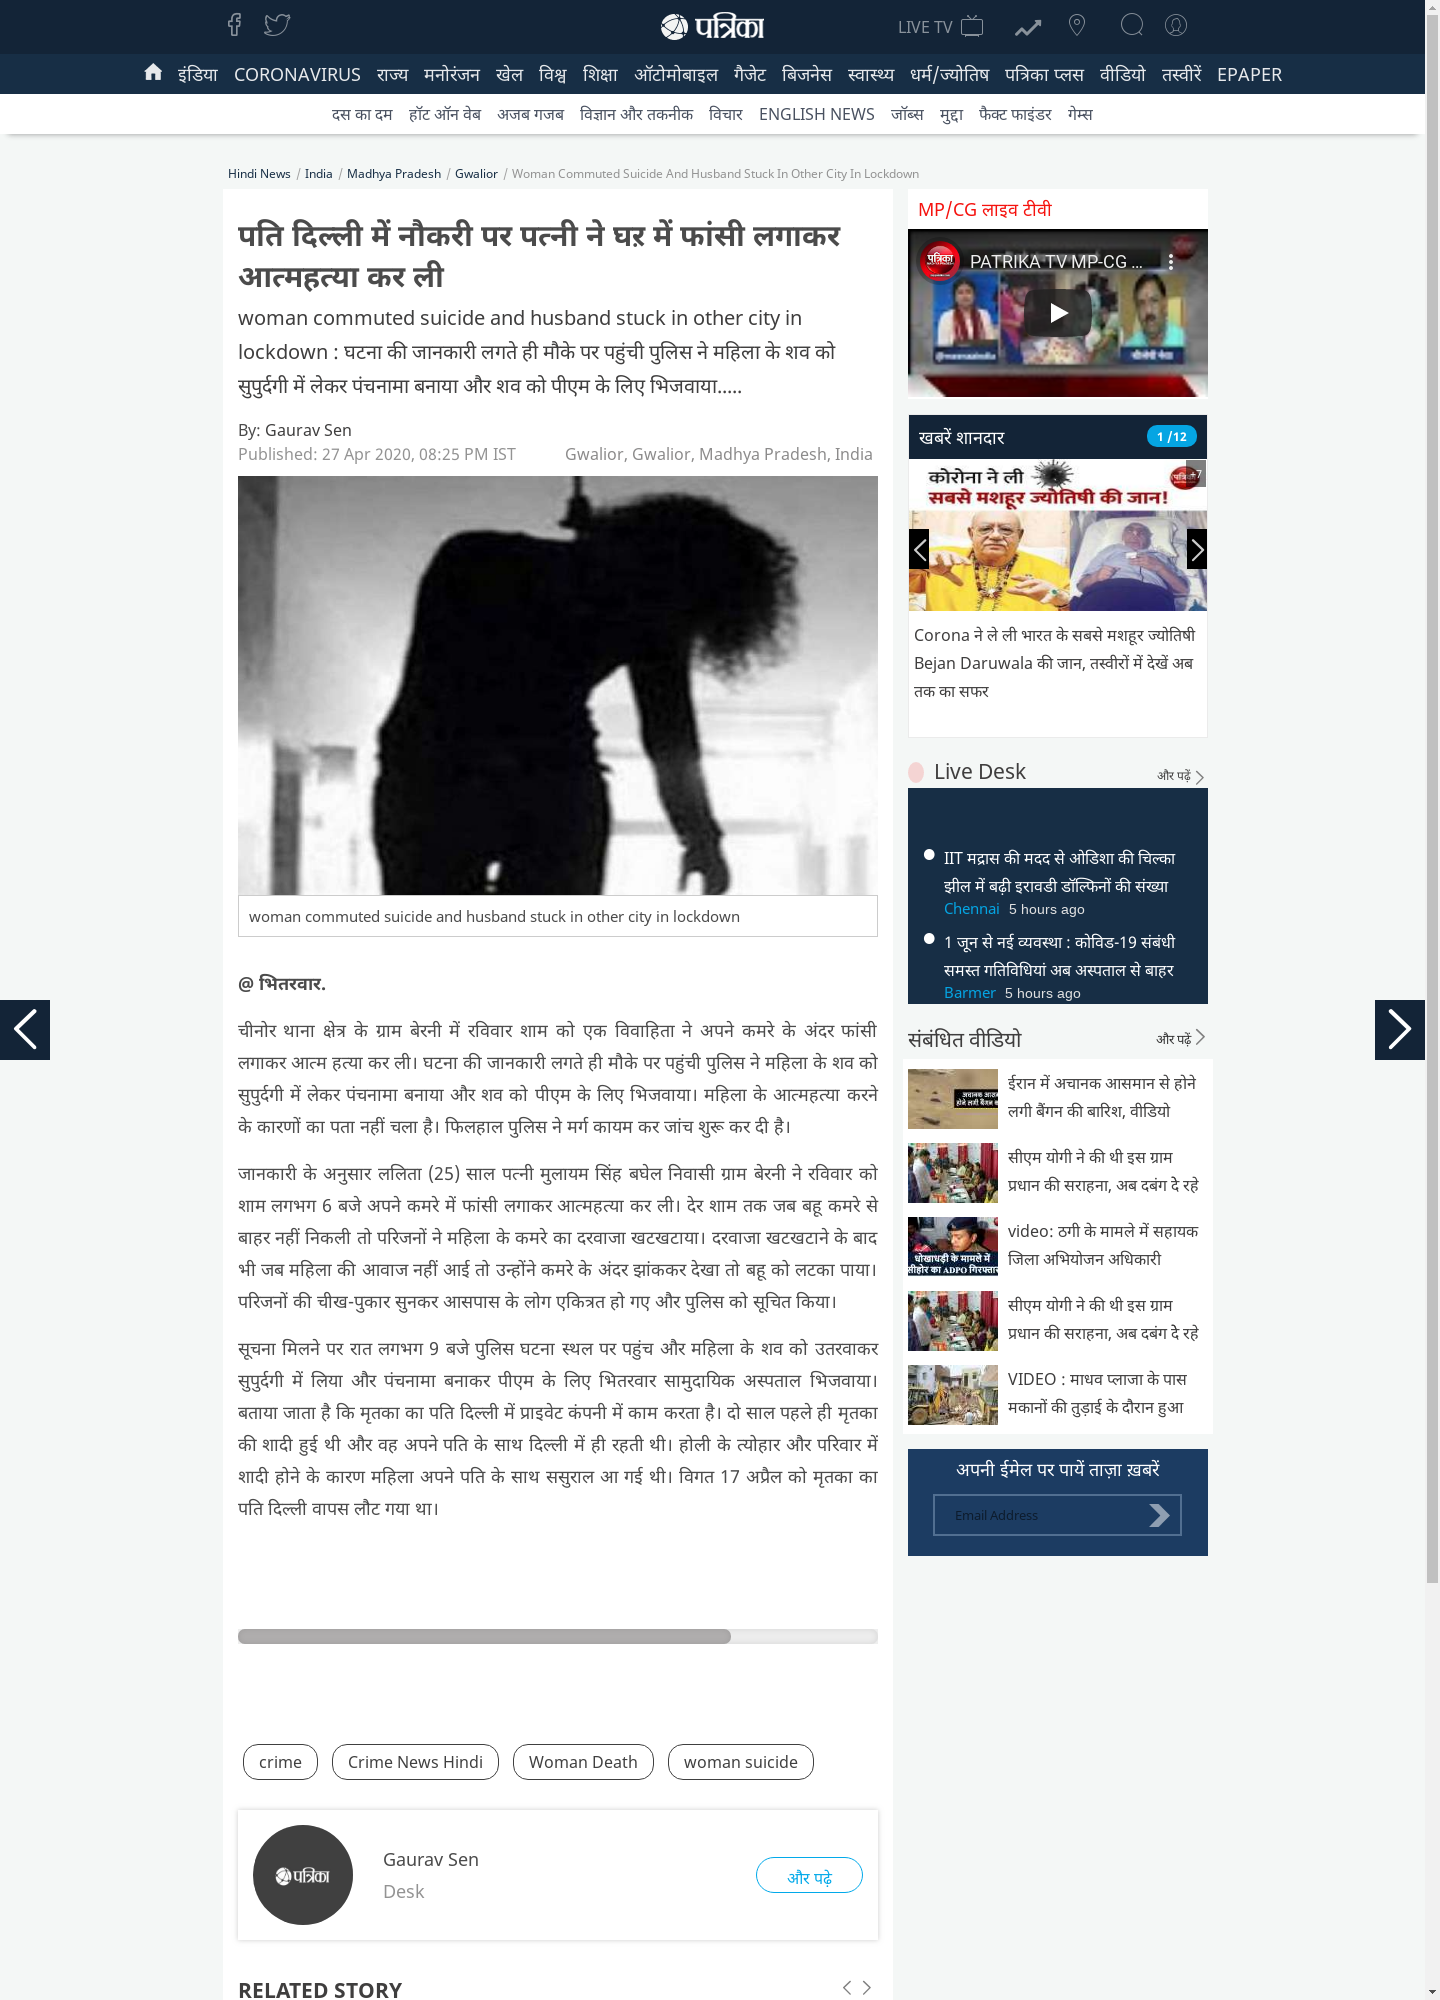 पत्रिका
LIVE TV
इंडिया CORONAVIRUS राज्य मनोरंजन खेल विश्व शिक्षा ऑटोमोबाइल गैजेट बिजनेस स्वास्थ्य धर्म/ज्योतिष पत्रिका प्लस वीडियो तस्वीरें EPAPER
दस का दम हॉट ऑन वेब अजब गजब विज्ञान और तकनीक विचार ENGLISH NEWS जॉब्स मुद्दा फैक्ट फाइंडर गेम्स
Hindi News / India / Madhya Pradesh / Gwalior / Woman Commuted Suicide And Husband Stuck In Other City In Lockdown
पति दिल्ली में नौकरी पर पत्नी ने घऱ में फांसी लगाकर
आत्महत्या कर ली
woman commuted suicide and husband stuck in other city in
lockdown : घटना की जानकारी लगते ही मौके पर पहुंची पुलिस ने महिला के शव को
सुपुर्दगी में लेकर पंचनामा बनाया और शव को पीएम के लिए भिजवाया.....
By: Gaurav Sen
Published: 27 Apr 2020, 08:25 PM IST
Gwalior, Gwalior, Madhya Pradesh, India
woman commuted suicide and husband stuck in other city in lockdown
@ भितरवार.
चीनोर थाना क्षेत्र के ग्राम बेरनी में रविवार शाम को एक विवाहिता ने अपने कमरे के अंदर फांसी
लगाकर आत्म हत्या कर ली। घटना की जानकारी लगते ही मौके पर पहुंची पुलिस ने महिला के शव को
सुपुर्दगी में लेकर पंचनामा बनाया और शव को पीएम के लिए भिजवाया। महिला के आत्महत्या करने
के कारणों का पता नहीं चला है। फिलहाल पुलिस ने मर्ग कायम कर जांच शुरू कर दी है।
जानकारी के अनुसार ललिता (25) साल पत्नी मुलायम सिंह बघेल निवासी ग्राम बेरनी ने रविवार को
शाम लगभग 6 बजे अपने कमरे में फांसी लगाकर आत्महत्या कर ली। देर शाम तक जब बहू कमरे से
बाहर नहीं निकली तो परिजनों ने महिला के कमरे का दरवाजा खटखटाया। दरवाजा खटखटाने के बाद
भी जब महिला की आवाज नहीं आई तो उन्होंने कमरे के अंदर झांककर देखा तो बहू को लटका पाया।
परिजनों की चीख-पुकार सुनकर आसपास के लोग एकित्रत हो गए और पुलिस को सूचित किया।
सूचना मिलने पर रात लगभग 9 बजे पुलिस घटना स्थल पर पहुंच और महिला के शव को उतरवाकर
सुपुर्दगी में लिया और पंचनामा बनाकर पीएम के लिए भितरवार सामुदायिक अस्पताल भिजवाया।
बताया जाता है कि मृतका का पति दिल्ली में प्राइवेट कंपनी में काम करता है। दो साल पहले ही मृतका
की शादी हुई थी और वह अपने पति के साथ दिल्ली में ही रहती थी। होली के त्योहार और परिवार में
शादी होने के कारण महिला अपने पति के साथ ससुराल आ गई थी। विगत 17 अप्रैल को मृतका का
पति दिल्ली वापस लौट गया था।
crime
Crime News Hindi
Woman Death
woman suicide
पत्रिका
Gaurav Sen
Desk
और पढ़े
RELATED STORY
MP/CG लाइव टीवी
पत्रिका
PATRIKA TV MP-CG ...
खबरें शानदार
1 /12
कोरोना ने ली
सबसे मशहूर ज्योतिषी की जान!
+7
Corona ने ले ली भारत के सबसे मशहूर ज्योतिषी
Bejan Daruwala की जान, तस्वीरों में देखें अब
तक का सफर
Live Desk
और पढ़ें
IIT मद्रास की मदद से ओडिशा की चिल्का
झील में बढ़ी इरावडी डॉल्फिनों की संख्या
Chennai 5 hours ago
1 जून से नई व्यवस्था : कोविड-19 संबंधी
समस्त गतिविधियां अब अस्पताल से बाहर
Barmer 5 hours ago
संबंधित वीडियो
और पढ़ें
ईरान में अचानक आसमान से होने
लगी बैंगन की बारिश, वीडियो
सीएम योगी ने की थी इस ग्राम
प्रधान की सराहना, अब दबंग दे रहे
धोखाधड़ी के मामले में
सीहोर का ADPO गिरफ्तार
video: ठगी के मामले में सहायक
जिला अभियोजन अधिकारी
सीएम योगी ने की थी इस ग्राम
प्रधान की सराहना, अब दबंग दे रहे
VIDEO : माधव प्लाजा के पास
मकानों की तुड़ाई के दौरान हुआ
अपनी ईमेल पर पायें ताज़ा ख़बरें
Email Address